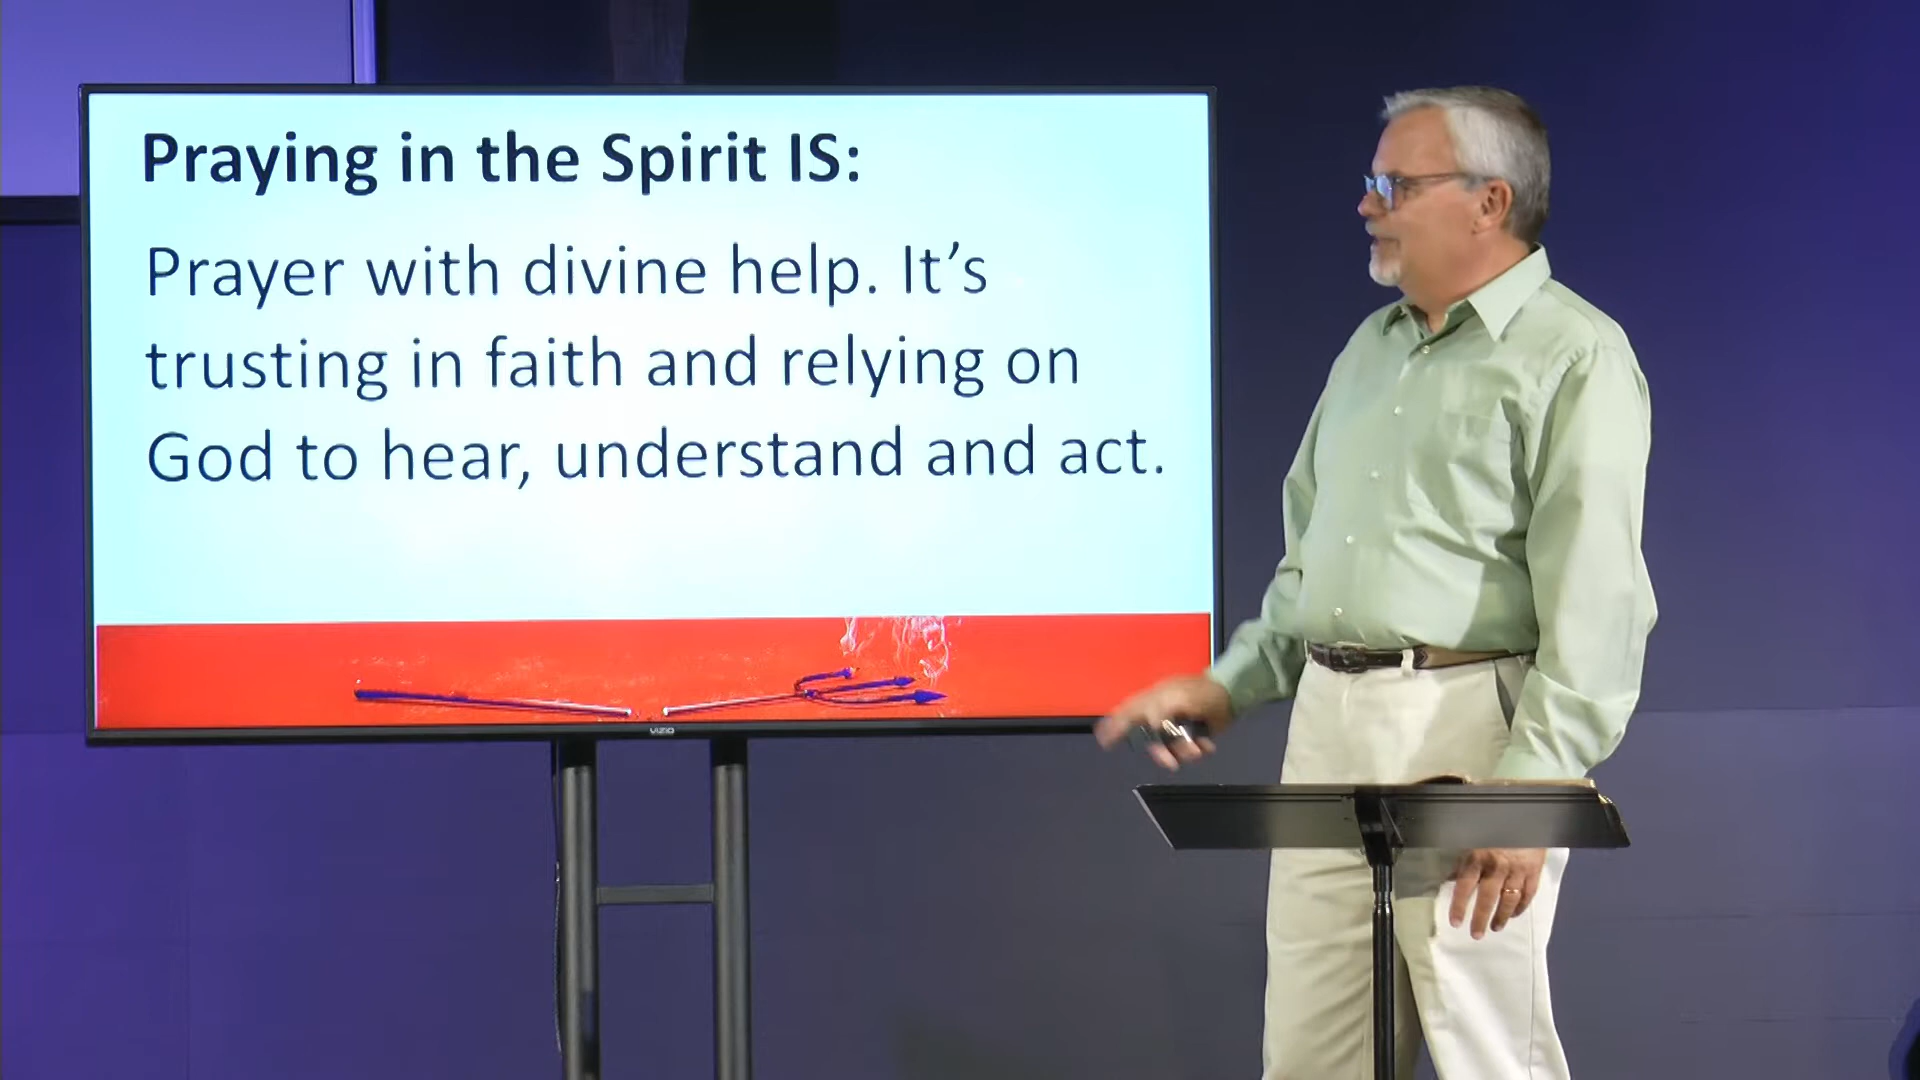 Praying in the Spirit IS:
Prayer with divine help. It’s
trusting in faith and relying on
God to hear, understand and act.
VIZIO